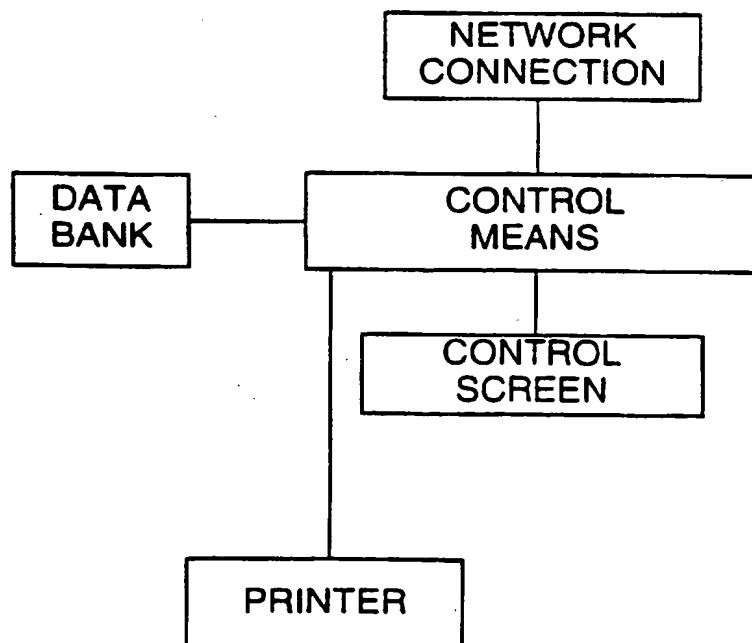 NETWORK
CONNECTION
DATA
BANK
CONTROL
MEANS
CONTROL
SCREEN
PRINTER